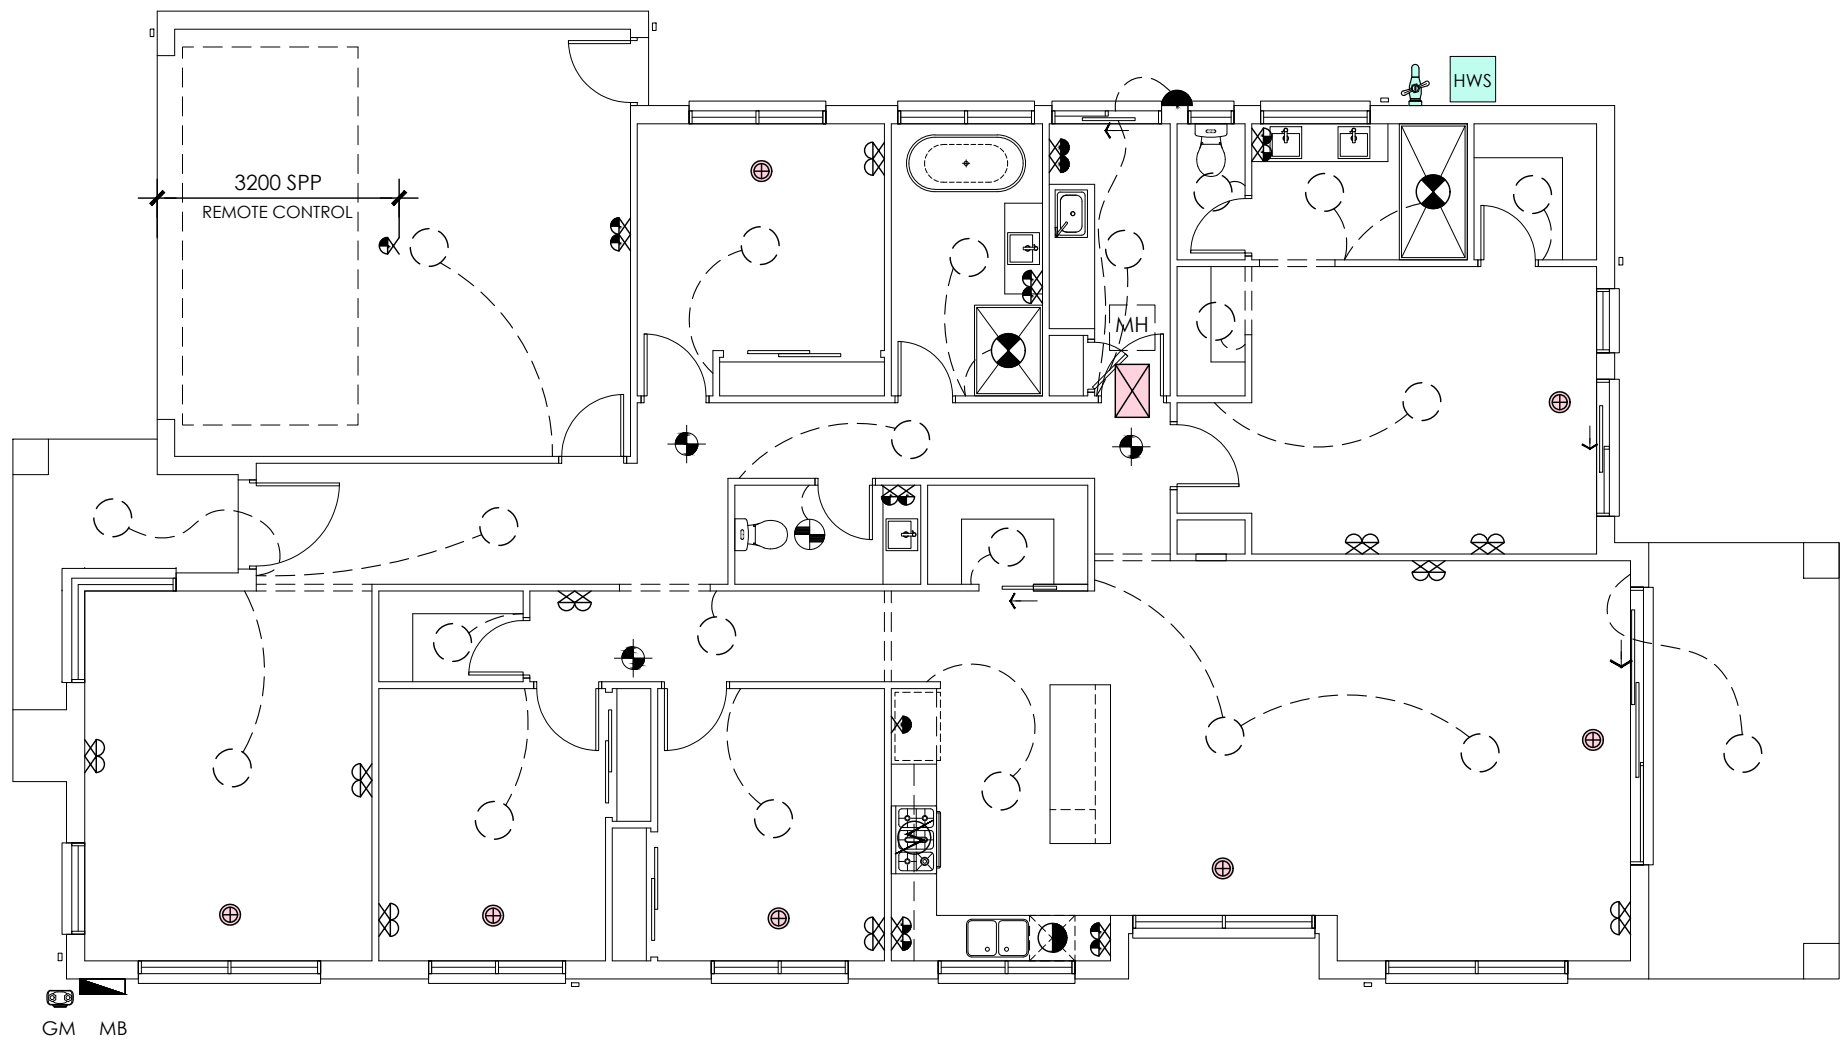 HWS
3200 SPP
REMOTE CONTROL
MH
GM MB